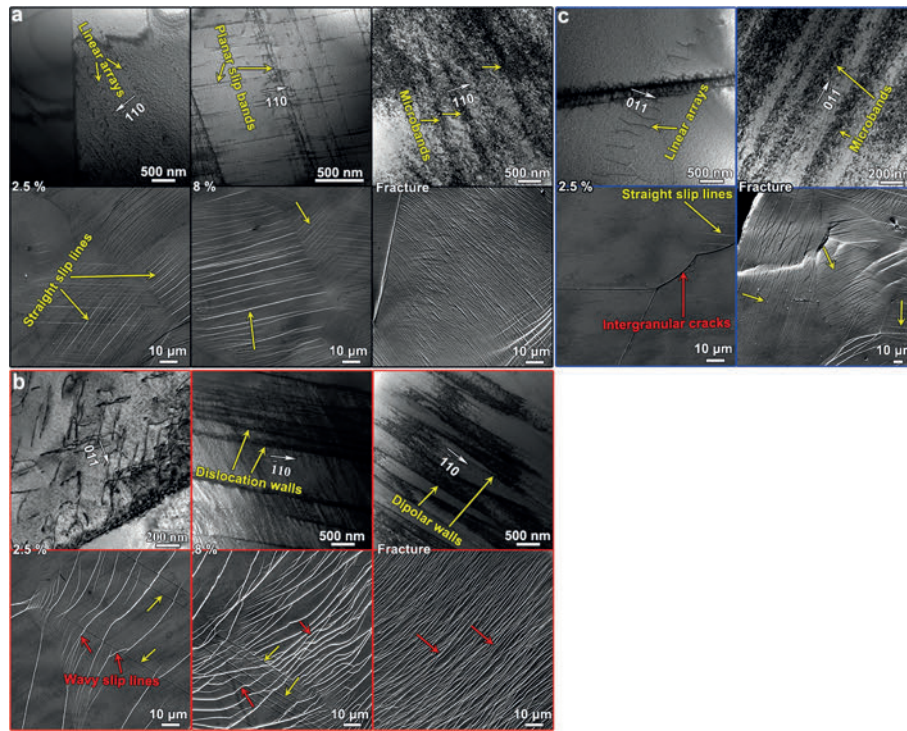 a
Linear arrays
110
500 nm
2.5 %
Planar slip bands
110
500 nm
8 %
Microbands
110
500 nm
Fracture
Straight slip lines
10 µm
10 µm
10 µm
c
011
Linear arrays
500 nm
2.5 %
011
Microbands
200 nm
Fracture
Straight slip lines
Intergranular cracks
10 µm
10 µm
b
011
200 nm
2.5 %
Dislocation walls
110
500 nm
8 %
110
Dipolar walls
500 nm
Fracture
Wavy slip lines
10 µm
10 µm
10 µm